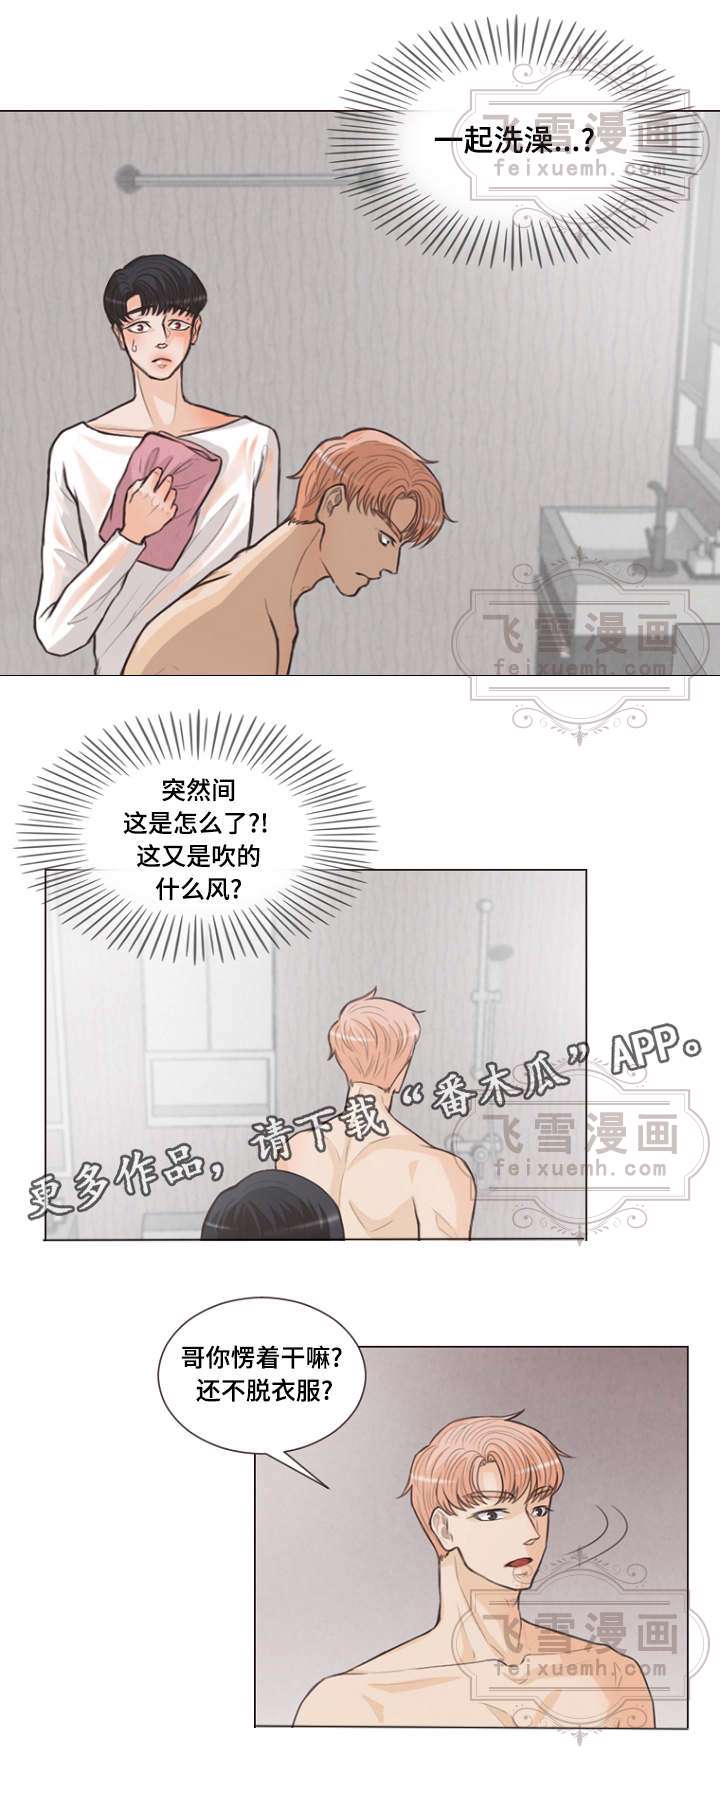 一起洗澡...?
飞雪漫画
feixuemh.com
飞雪漫画
feixuemh.com
突然间
这是怎么了?!
这又是吹的
什么风?
更多作品，请下载“番木瓜”APP。
飞雪漫画
feixuemh.com
哥你愣着干嘛?
还不脱衣服?
飞雪漫画
feixuemh.com